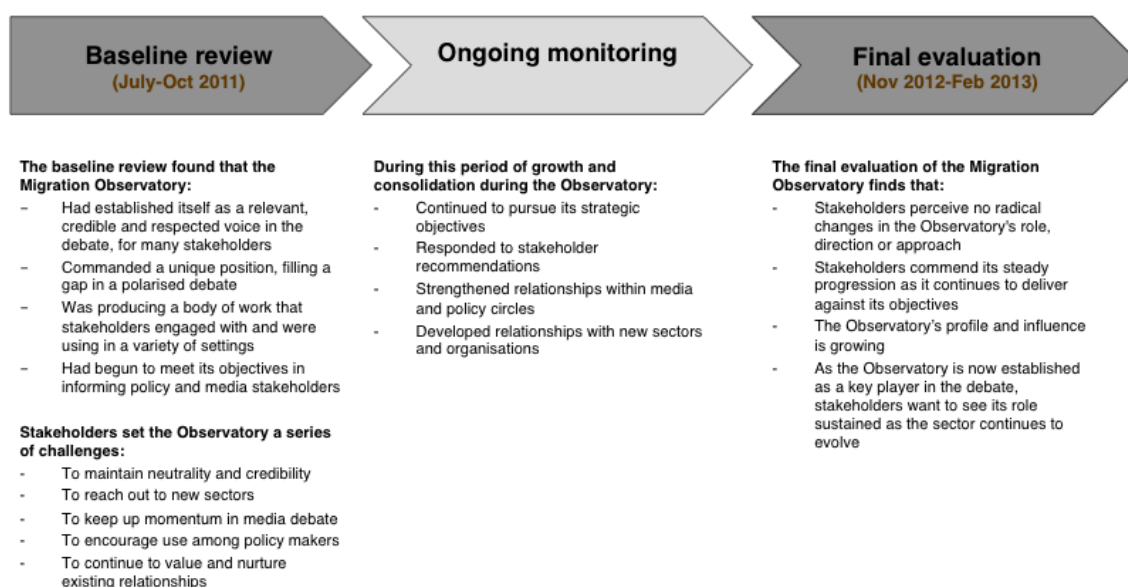 Baseline review
(July-Oct 2011)
Ongoing monitoring
Final evaluation
(Nov 2012-Feb 2013)
The baseline review found that the
Migration Observatory:
– Had established itself as a relevant,
credible and respected voice in the
debate, for many stakeholders
– Commanded a unique position, filling a
gap in a polarised debate
– Was producing a body of work that
stakeholders engaged with and were
using in a variety of settings
– Had begun to meet its objectives in
informing policy and media stakeholders
Stakeholders set the Observatory a series
of challenges:
- To maintain neutrality and credibility
- To reach out to new sectors
- To keep up momentum in media debate
- To encourage use among policy makers
- To continue to value and nurture
existing relationships
During this period of growth and
consolidation during the Observatory:
- Continued to pursue its strategic
objectives
- Responded to stakeholder
recommendations
- Strengthened relationships within media
and policy circles
- Developed relationships with new sectors
and organisations
The final evaluation of the Migration
Observatory finds that:
- Stakeholders perceive no radical
changes in the Observatory's role,
direction or approach
- Stakeholders commend its steady
progression as it continues to deliver
against its objectives
- The Observatory’s profile and influence
is growing
- As the Observatory is now established
as a key player in the debate,
stakeholders want to see its role
sustained as the sector continues to
evolve